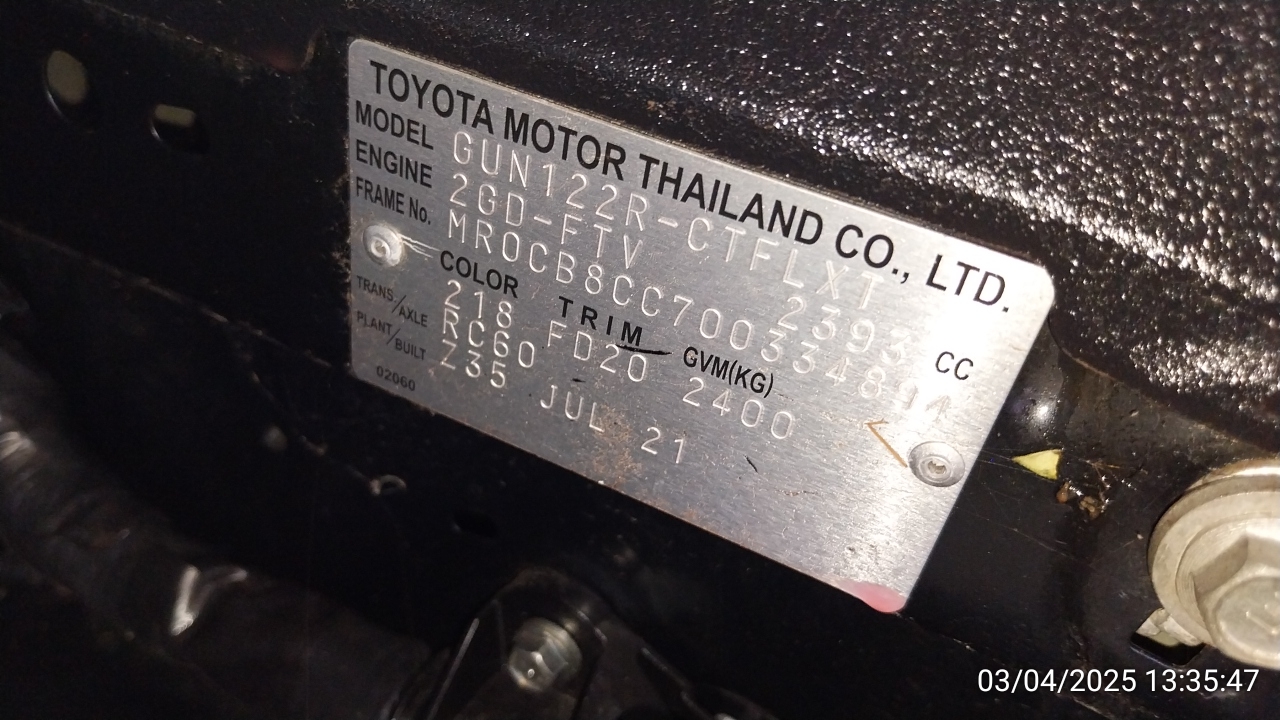 TOYOTA MOTOR THAILAND CO., LTD.
MODEL GUN122R-CTFLXT
ENGINE 2GD-FTV 2393 CC
FRAME No. MR0CB8CC700334894
COLOR TRIM GVM(KG)
218 FD20 2400
TRANS/AXLE RC60
PLANT/BUILT Z35 JUL 21
02060
03/04/2025 13:35:47